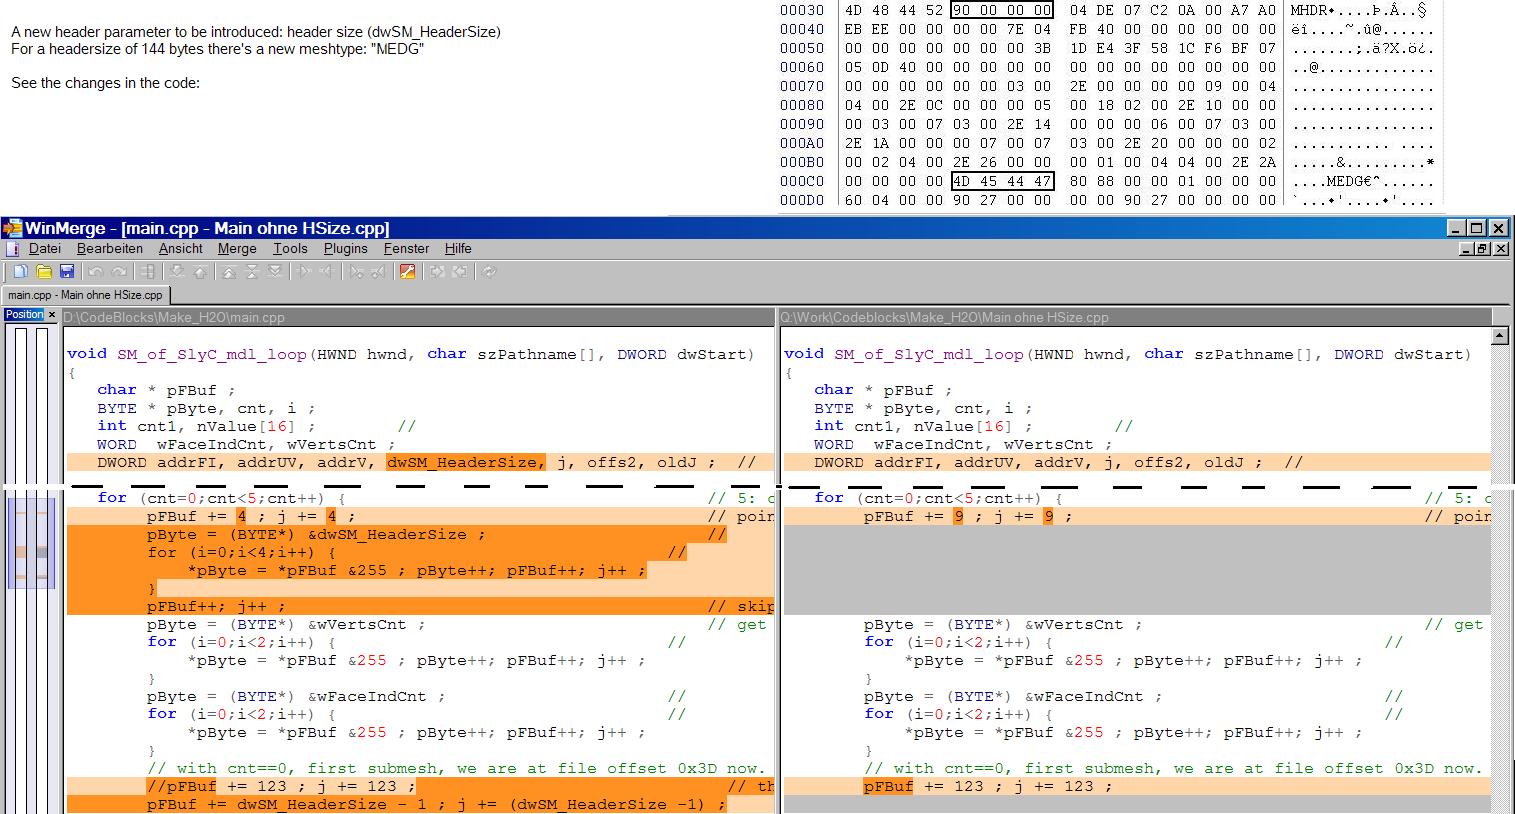 A new header parameter to be introduced: header size (dwSM_HeaderSize)
For a headersize of 144 bytes there's a new meshtype: "MEDG"
See the changes in the code:
00030 4D 48 44 52 90 00 00 00 04 DE 07 C2 0A 00 A7 A0 MHDR•....Þ.Â..§
00040 EB EE 00 00 00 00 7E 04 FB 40 00 00 00 00 00 00 ëî....~.û@......
00050 00 00 00 00 00 00 00 3B 1D E4 3F 58 1C F6 BF 07 .......;.ä?X.ö¿.
00060 05 0D 40 00 00 00 00 00 00 00 00 00 00 00 00 00 ..@.............
00070 00 00 00 00 00 00 03 00 2E 00 00 00 00 09 00 04 ................
00080 04 00 2E 0C 00 00 00 05 00 18 02 00 2E 10 00 00 ................
00090 00 03 00 07 03 00 2E 14 00 00 00 06 00 07 03 00 ................
000A0 2E 1A 00 00 00 07 00 07 03 00 2E 20 00 00 00 02 ........... ....
000B0 00 02 04 00 2E 26 00 00 00 01 00 04 04 00 2E 2A .....&.........*
000C0 00 00 00 00 4D 45 44 47 80 88 00 00 01 00 00 00 ....MEDG€ˆ......
000D0 60 04 00 00 90 27 00 00 00 00 90 27 00 00 00 00 `...•'....•'....
WinMerge - [main.cpp - Main ohne HSize.cpp]
Datei Bearbeiten Ansicht Merge Tools Plugins Fenster Hilfe
main.cpp - Main ohne HSize.cpp
Position
D:\CodeBlocks\Make_H2O\main.cpp
void SM_of_SlyC_mdl_loop(HWND hwnd, char szPathname[], DWORD dwStart)
{
char * pFBuf ;
BYTE * pByte, cnt, i ;
int cnt1, nValue[16] ; //
WORD wFaceIndCnt, wVertsCnt ;
DWORD addrFI, addrUV, addrV, dwSM_HeaderSize, j, offs2, oldJ ; //
for (cnt=0;cnt<5;cnt++) { // 5: c
pFBuf += 4 ; j += 4 ; // poin
pByte = (BYTE*) &dwSM_HeaderSize ; //
for (i=0;i<4;i++) { //
*pByte = *pFBuf &255 ; pByte++; pFBuf++; j++ ;
}
pFBuf++; j++ ; // skip
pByte = (BYTE*) &wVertsCnt ; // get
for (i=0;i<2;i++) { //
*pByte = *pFBuf &255 ; pByte++; pFBuf++; j++ ;
}
pByte = (BYTE*) &wFaceIndCnt ; //
for (i=0;i<2;i++) { //
*pByte = *pFBuf &255 ; pByte++; pFBuf++; j++ ;
}
// with cnt==0, first submesh, we are at file offset 0x3D now.
//pFBuf += 123 ; j += 123 ; // th
pFBuf += dwSM_HeaderSize - 1 ; j += (dwSM_HeaderSize -1) ;
Q:\Work\Codeblocks\Make_H2O\Main ohne HSize.cpp
void SM_of_SlyC_mdl_loop(HWND hwnd, char szPathname[], DWORD dwStart)
{
char * pFBuf ;
BYTE * pByte, cnt, i ;
int cnt1, nValue[16] ; //
WORD wFaceIndCnt, wVertsCnt ;
DWORD addrFI, addrUV, addrV, j, offs2, oldJ ; //
for (cnt=0;cnt<5;cnt++) { // 5: c
pFBuf += 9 ; j += 9 ; // poin
pByte = (BYTE*) &wVertsCnt ; // get
for (i=0;i<2;i++) { //
*pByte = *pFBuf &255 ; pByte++; pFBuf++; j++ ;
}
pByte = (BYTE*) &wFaceIndCnt ; //
for (i=0;i<2;i++) { //
*pByte = *pFBuf &255 ; pByte++; pFBuf++; j++ ;
}
// with cnt==0, first submesh, we are at file offset 0x3D now.
pFBuf += 123 ; j += 123 ;